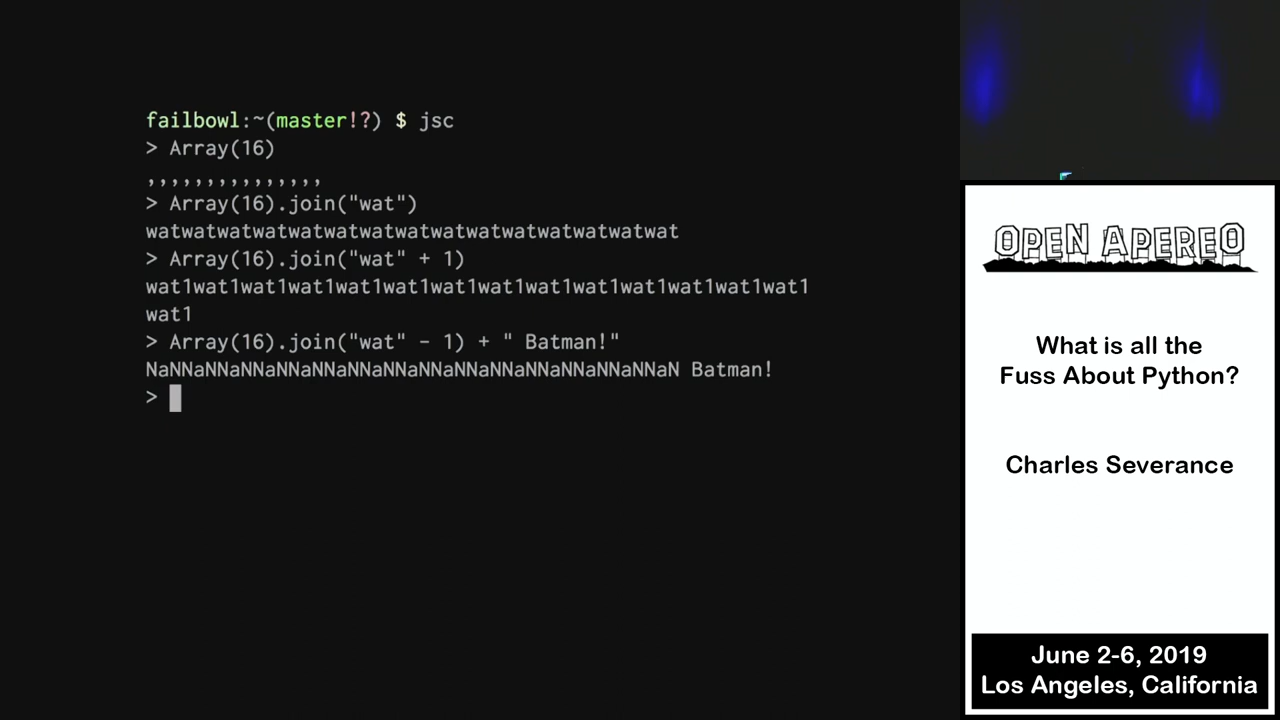 failbowl:~(master!?) $ jsc
> Array(16)
,,,,,,,,,,,,,,,
> Array(16).join("wat")
watwatwatwatwatwatwatwatwatwatwatwatwatwatwat
> Array(16).join("wat" + 1)
wat1wat1wat1wat1wat1wat1wat1wat1wat1wat1wat1wat1wat1wat1
wat1
> Array(16).join("wat" - 1) + " Batman!"
NaNNaNNaNNaNNaNNaNNaNNaNNaNNaNNaNNaNNaNNaNNaN Batman!
>
OPEN APEREO
What is all the
Fuss About Python?
Charles Severance
June 2-6, 2019
Los Angeles, California